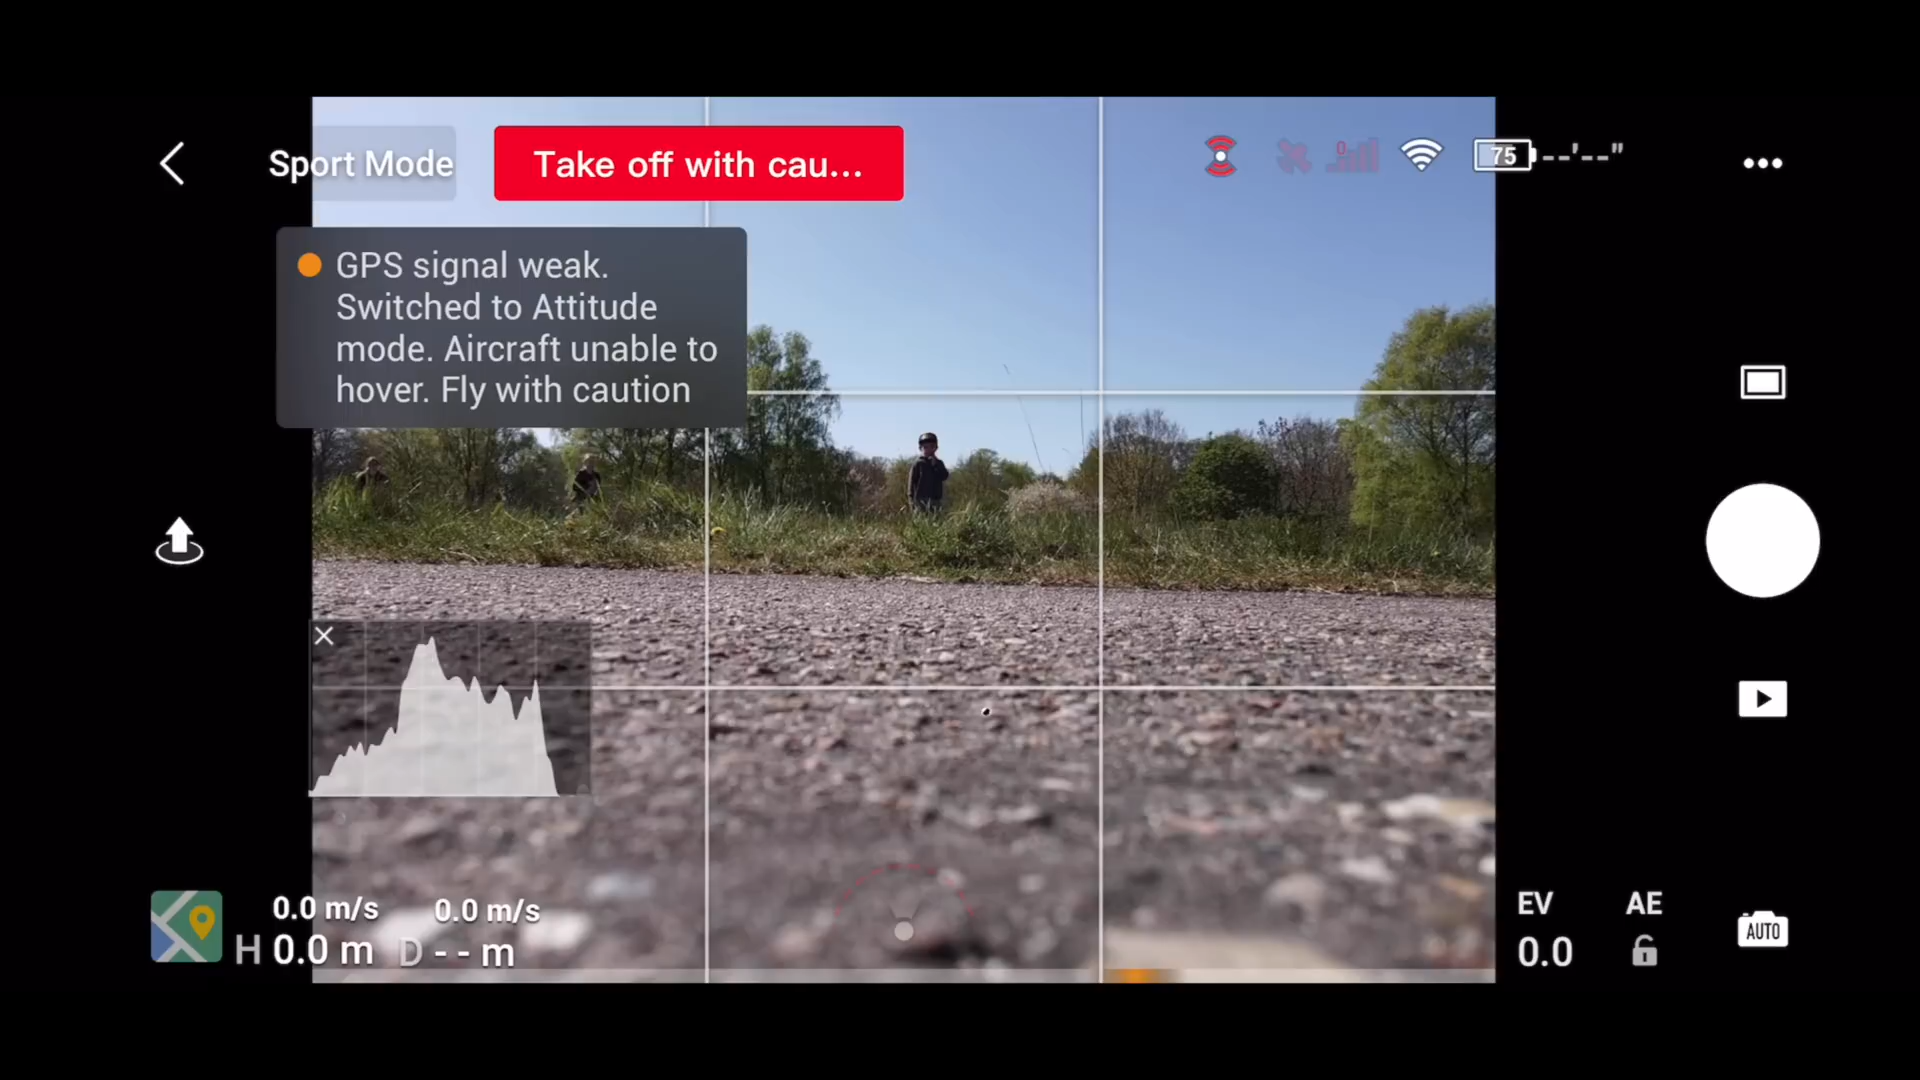 Sport Mode
Take off with cau...
0
75
--'--"
GPS signal weak.
Switched to Attitude
mode. Aircraft unable to
hover. Fly with caution
0.0 m/s
0.0 m/s
H 0.0 m
D -- m
EV
0.0
AE
AUTO